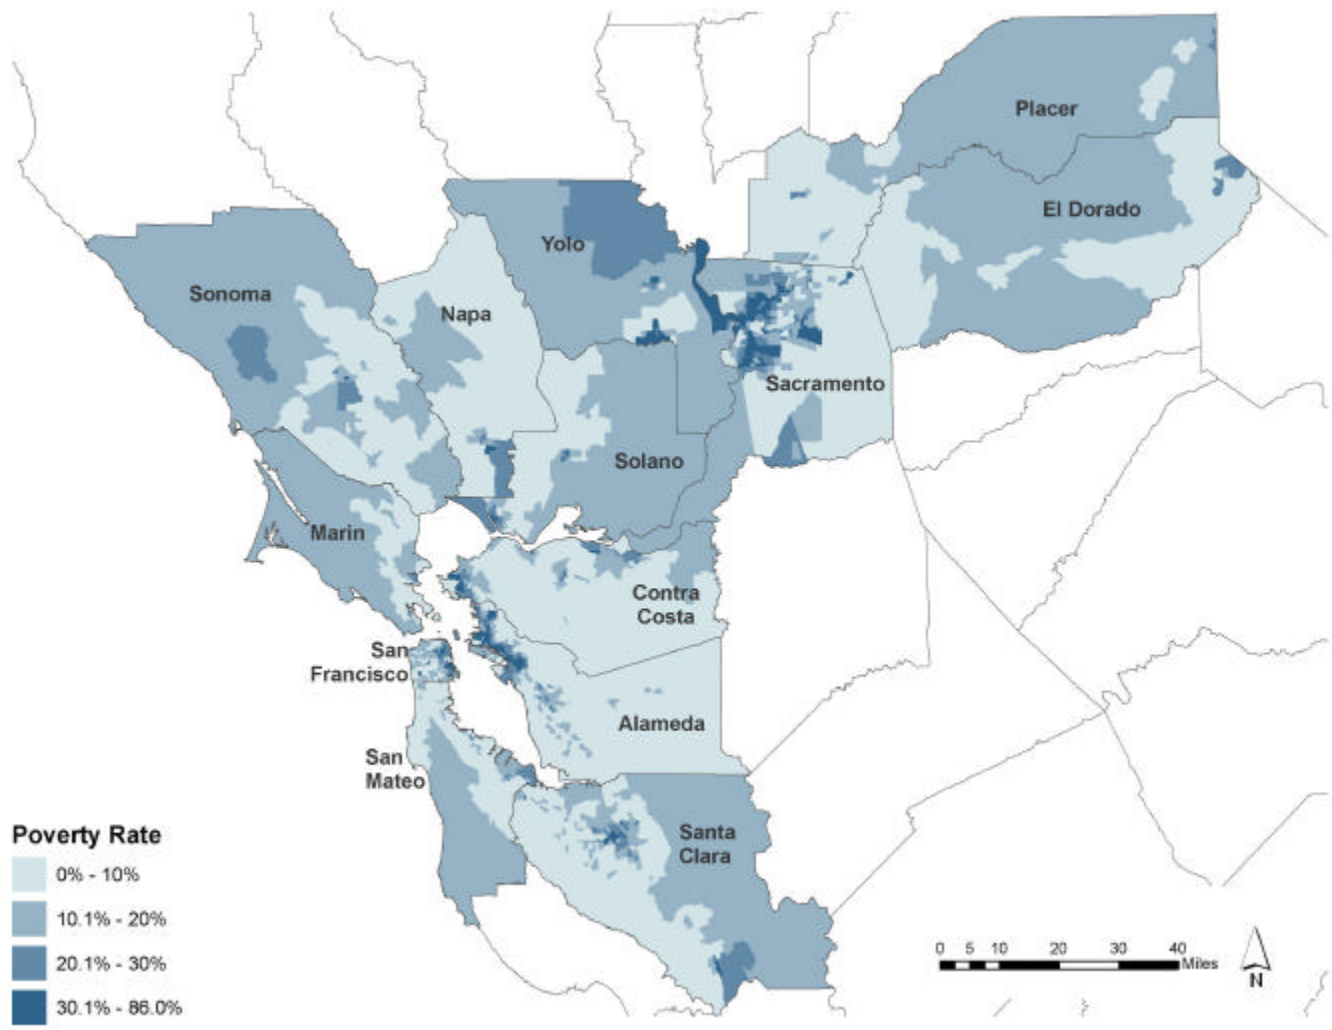 Placer
El Dorado
Yolo
Sonoma
Napa
Sacramento
Solano
Marin
Contra
Costa
San
Francisco
Alameda
San
Mateo
Santa
Clara
Poverty Rate
0% - 10%
10.1% - 20%
20.1% - 30%
30.1% - 86.0%
0 5 10 20 30 40
Miles
N